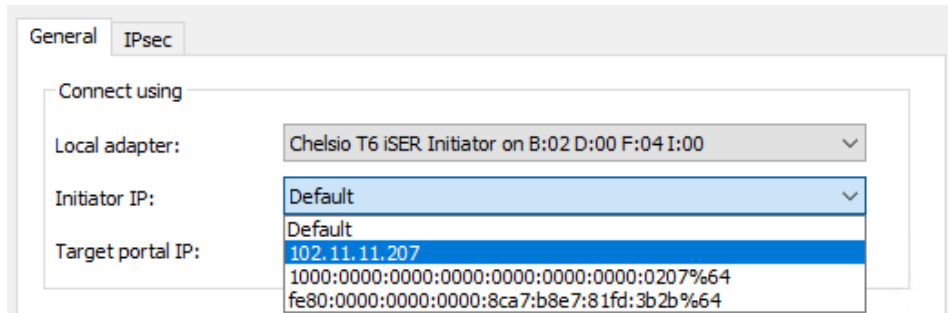 General IPsec
Connect using
Local adapter: Chelsio T6 iSER Initiator on B:02 D:00 F:04 I:00
Initiator IP: Default
Default
Target portal IP: 102.11.11.207
1000:0000:0000:0000:0000:0000:0000:0207%64
fe80:0000:0000:0000:8ca7:b8e7:81fd:3b2b%64